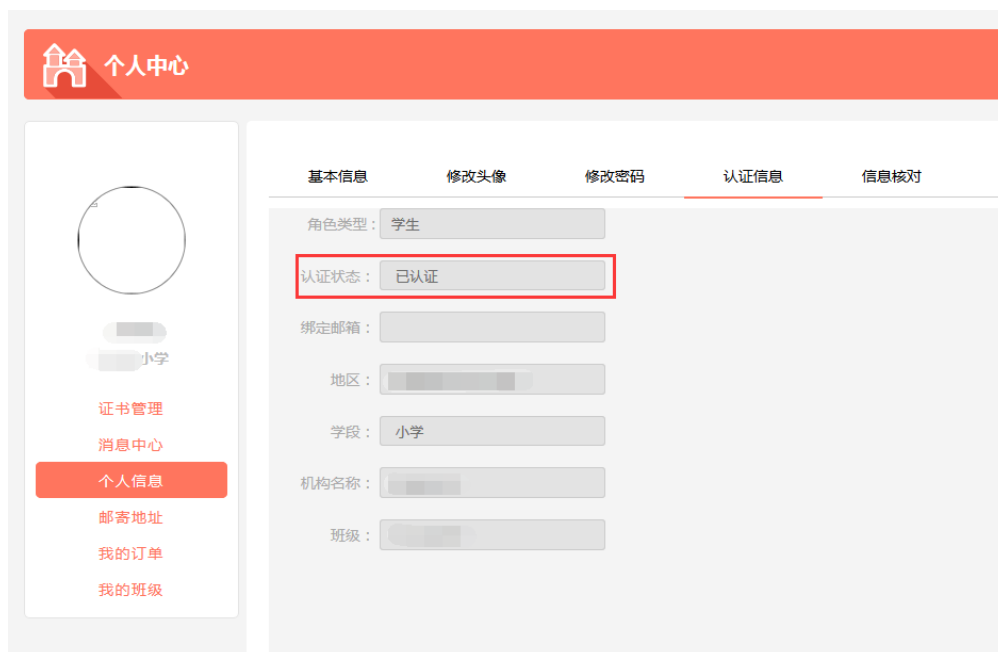 个人中心
基本信息 修改头像 修改密码 认证信息 信息核对
角色类型： 学生
认证状态： 已认证
绑定邮箱：
地区：
学段： 小学
机构名称：
班级：
小学
证书管理
消息中心
个人信息
邮寄地址
我的订单
我的班级